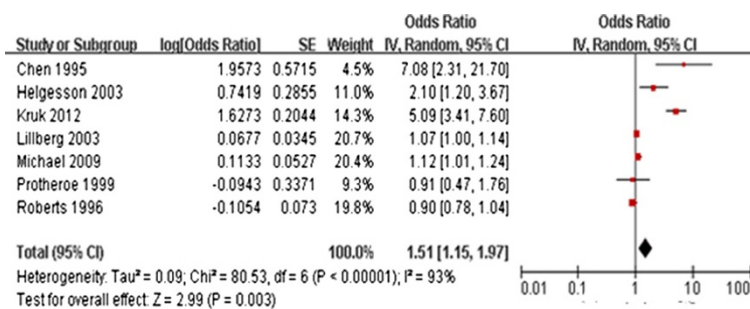 Odds Ratio Odds Ratio
Study or Subgroup log[Odds Ratio] SE Weight IV, Random, 95% CI IV, Random, 95% CI
Chen 1995 1.9573 0.5715 4.5% 7.08 [2.31, 21.70]
Helgesson 2003 0.7419 0.2855 11.0% 2.10 [1.20, 3.67]
Kruk 2012 1.6273 0.2044 14.3% 5.09 [3.41, 7.60]
Lillberg 2003 0.0677 0.0345 20.7% 1.07 [1.00, 1.14]
Michael 2009 0.1133 0.0527 20.4% 1.12 [1.01, 1.24]
Protheroe 1999 -0.0943 0.3371 9.3% 0.91 [0.47, 1.76]
Roberts 1996 -0.1054 0.073 19.8% 0.90 [0.78, 1.04]
Total (95% CI) 100.0% 1.51 [1.15, 1.97]
Heterogeneity: Tau² = 0.09; Chi² = 80.53, df = 6 (P < 0.00001); I² = 93%
Test for overall effect: Z = 2.99 (P = 0.003)
0.01 0.1 1 10 100